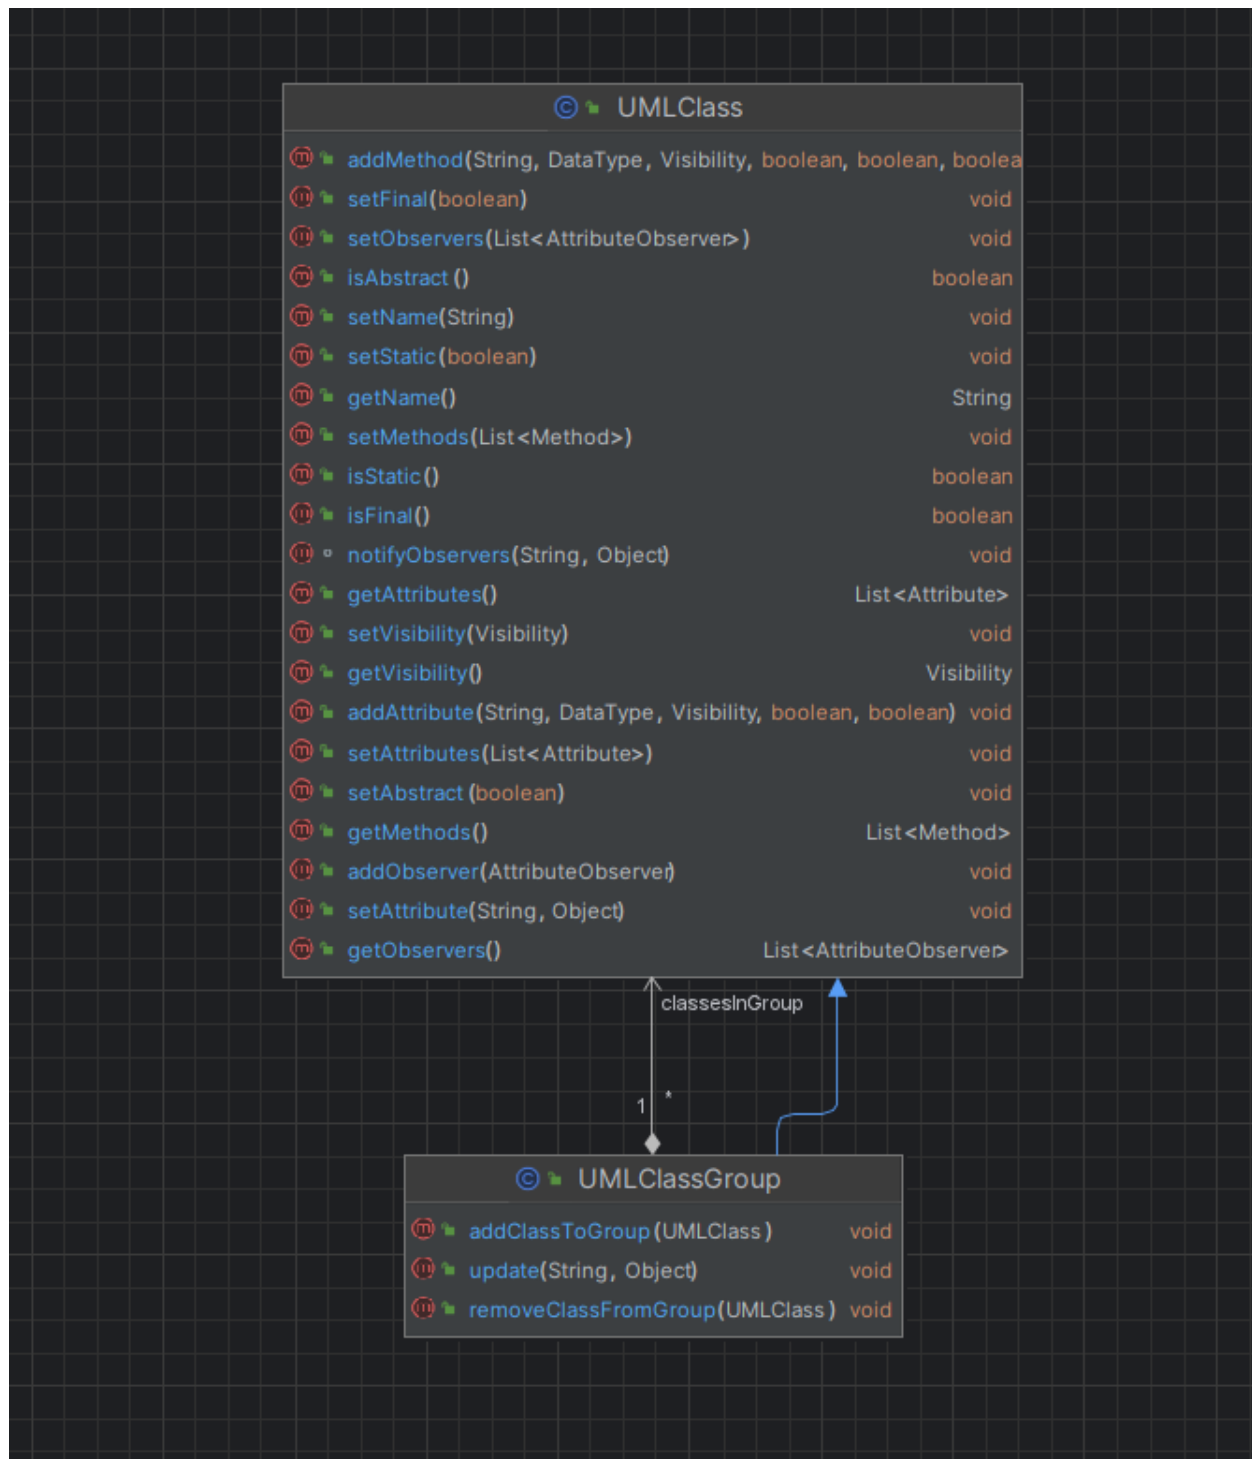 UMLClass
addMethod(String, DataType, Visibility, boolean, boolean, boolea
setFinal(boolean) void
setObservers(List<AttributeObserver>) void
isAbstract() boolean
setName(String) void
setStatic(boolean) void
getName() String
setMethods(List<Method>) void
isStatic() boolean
isFinal() boolean
notifyObservers(String, Object) void
getAttributes() List<Attribute>
setVisibility(Visibility) void
getVisibility() Visibility
addAttribute(String, DataType, Visibility, boolean, boolean) void
setAttributes(List<Attribute>) void
setAbstract(boolean) void
getMethods() List<Method>
addObserver(AttributeObserver) void
setAttribute(String, Object) void
getObservers() List<AttributeObserver>
classesInGroup
1 *
UMLClassGroup
addClassToGroup(UMLClass) void
update(String, Object) void
removeClassFromGroup(UMLClass) void